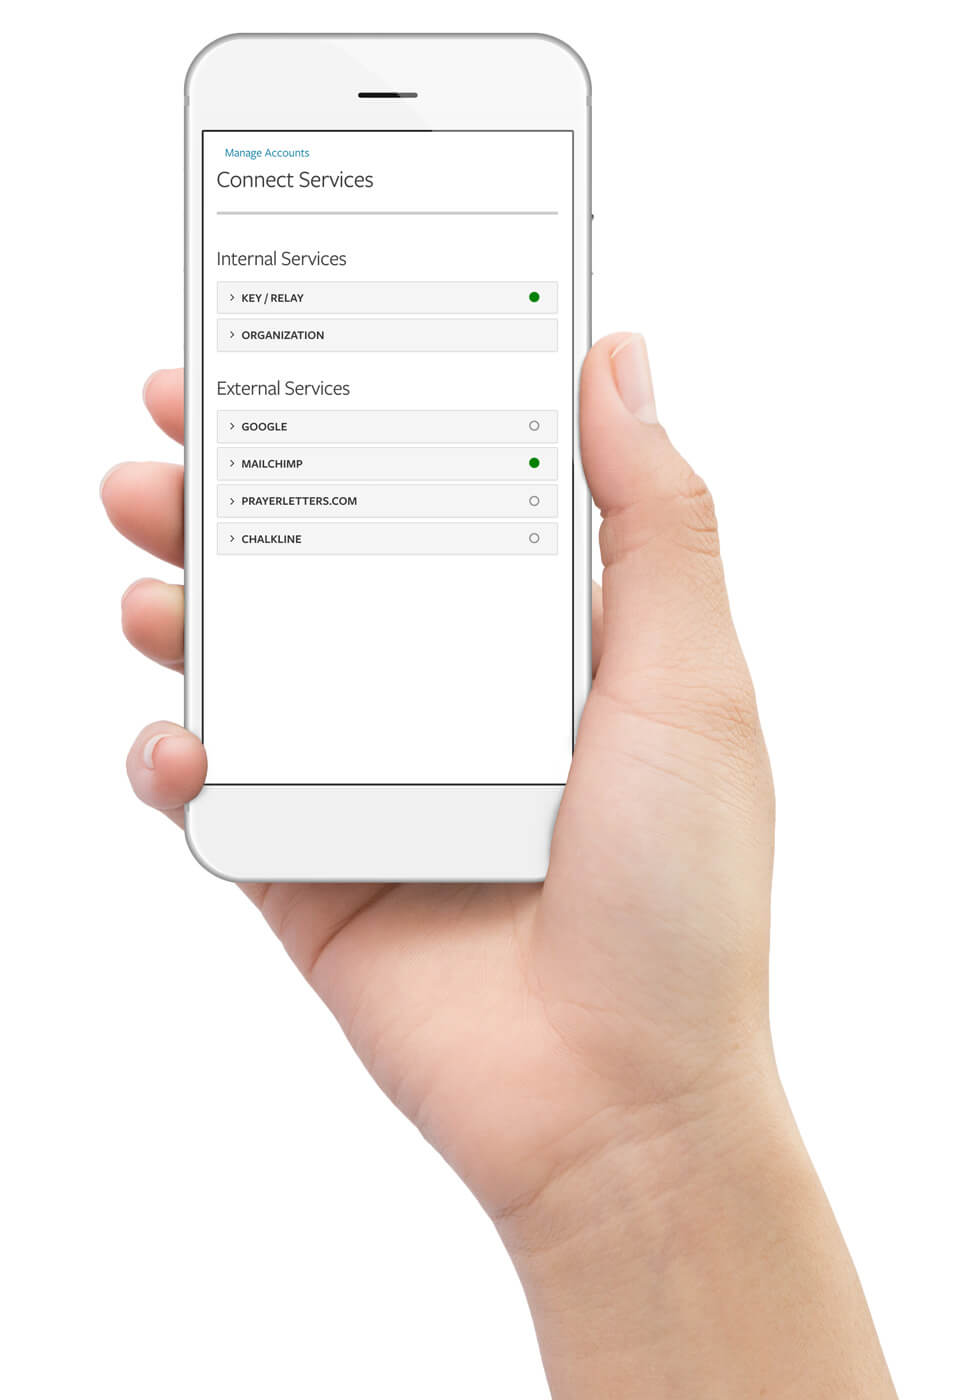 Manage Accounts
Connect Services
Internal Services
KEY / RELAY
ORGANIZATION
External Services
GOOGLE
MAILCHIMP
PRAYERLETTERS.COM
CHALKLINE